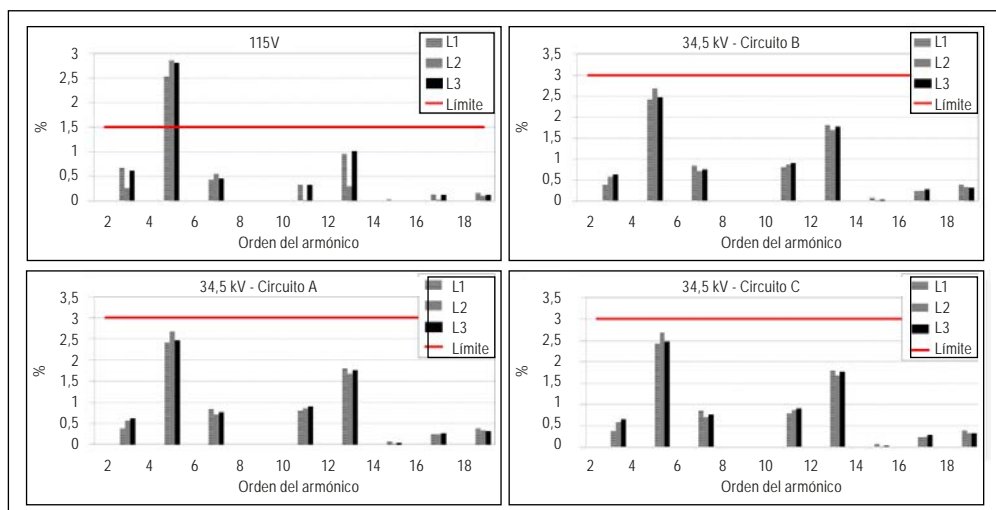 115V
3
2,5
2
1,5
1
0,5
0
%
2 4 6 8 10 12 14 16 18
Orden del armónico
L1
L2
L3
Límite
34,5 kV - Circuito B
3,5
3
2,5
1,5
1
0,5
0
%
2 4 6 8 10 12 14 16 18
Orden del armónico
L1
L2
L3
Límite
34,5 kV - Circuito A
3,5
3
2,5
2
1,5
1
0,5
0
%
2 4 6 8 10 12 14 16 18
Orden del armónico
L1
L2
L3
Límite
34,5 kV - Circuito C
3,5
3
2,5
2
1,5
1
0,5
0
%
2 4 6 8 10 12 14 16 18
Orden del armónico
L1
L2
L3
Límite